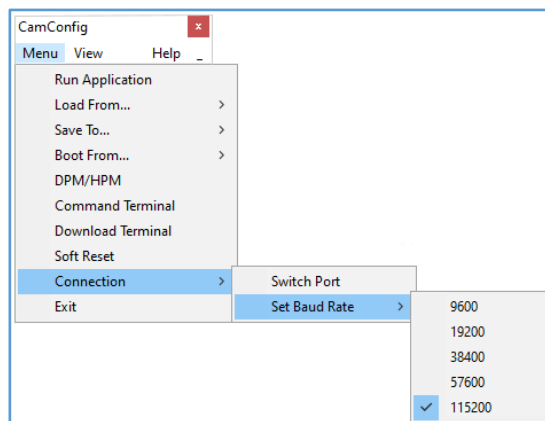 CamConfig
Menu View Help
Run Application
Load From...
Save To...
Boot From...
DPM/HPM
Command Terminal
Download Terminal
Soft Reset
Connection
Exit
Switch Port
Set Baud Rate
9600
19200
38400
57600
115200